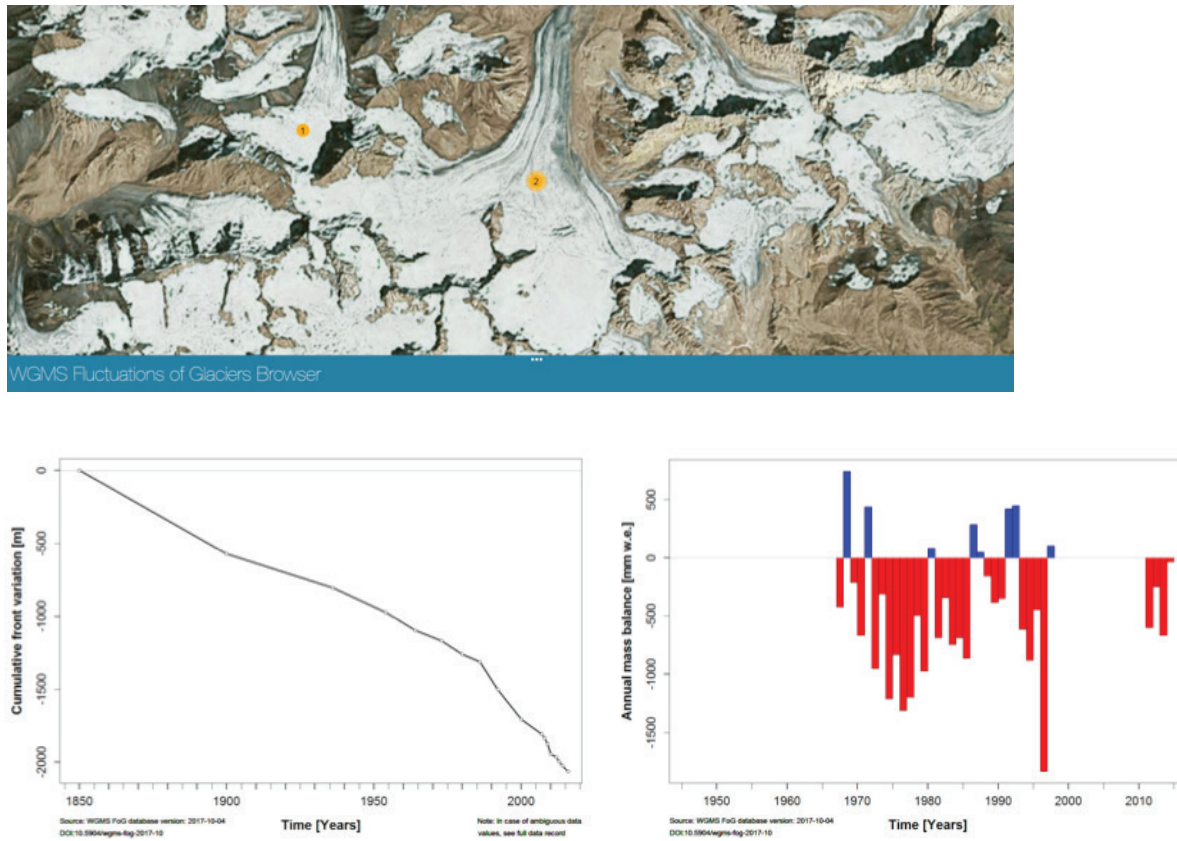 1
2
WGMS Fluctuations of Glaciers Browser
Cumulative front variation [m]
0
-500
-1000
-1500
-2000
1850
1900
1950
2000
Source: WGMS FoG database version: 2017-10-04
DOI:10.5904/wgms-fog-2017-10
Time [Years]
Note: In case of ambiguous data
values, see full data record
Annual mass balance [mm w.e.]
500
0
-500
-1000
-1500
1950
1960
1970
1980
1990
2000
2010
Source: WGMS FoG database version: 2017-10-04
DOI:10.5904/wgms-fog-2017-10
Time [Years]